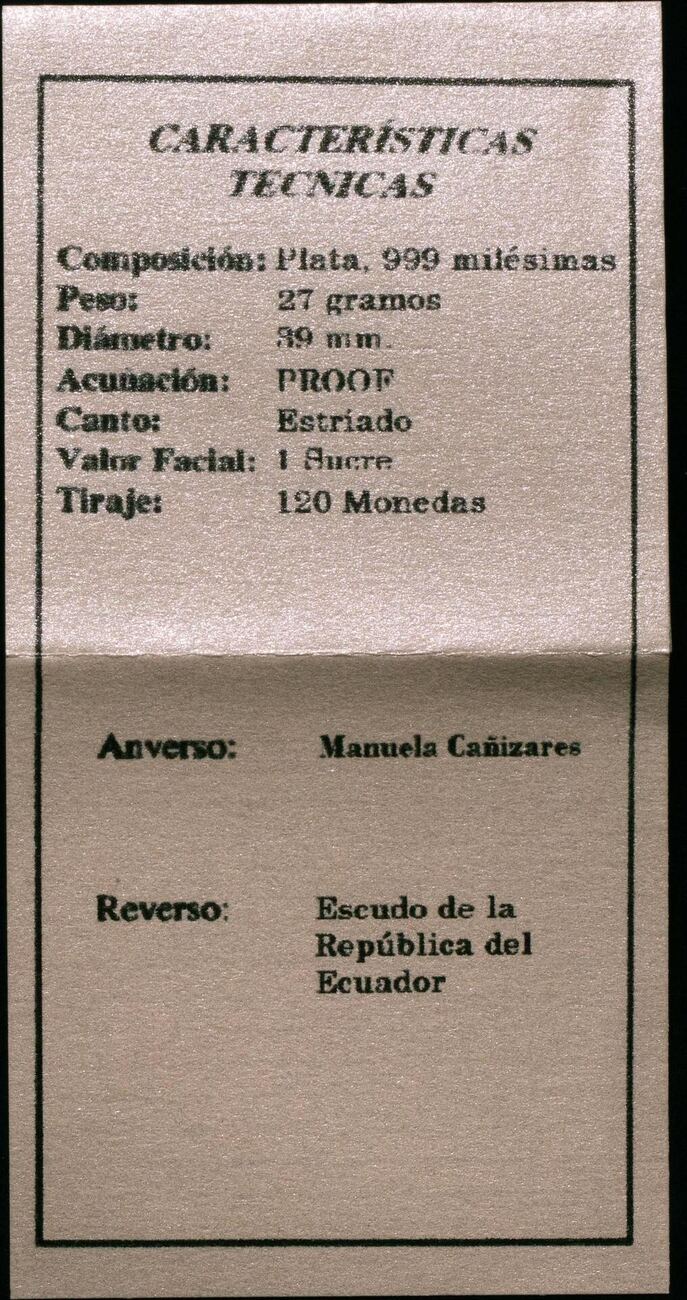 CARACTERÍSTICAS
TECNICAS
Composición: Plata, 999 milésimas
Peso: 27 gramos
Diámetro: 39 mm.
Acuñación: PROOF
Canto: Estriado
Valor Facial: 1 Sucre
Tiraje: 120 Monedas
Anverso: Manuela Cañizares
Reverso: Escudo de la
República del
Ecuador